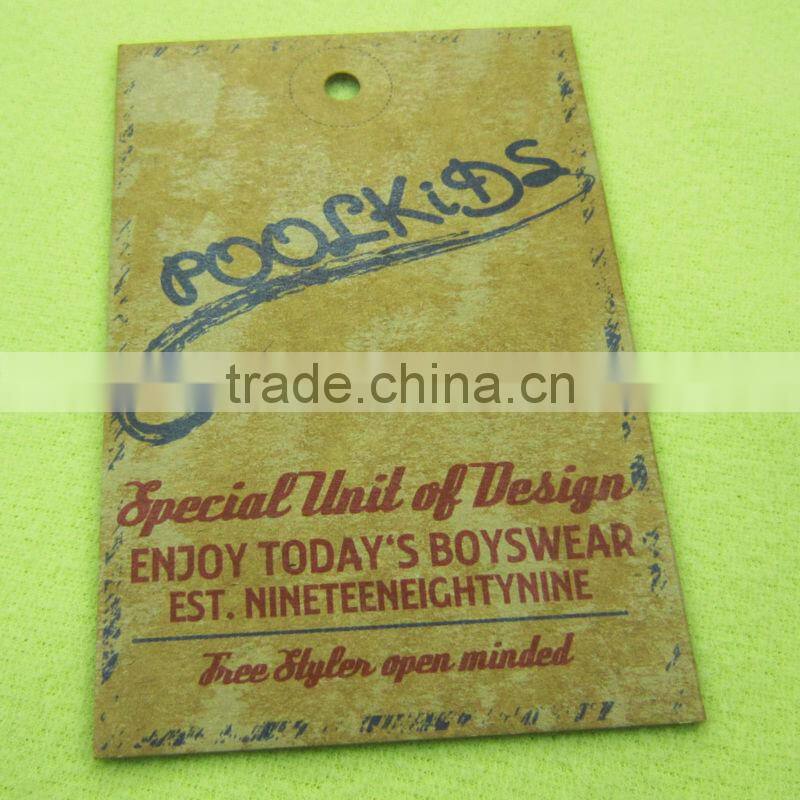 POOLKiDS
trade.china.cn
Special Unit of Design
ENJOY TODAY'S BOYSWEAR
EST. NINETEENEIGHTYNINE
Free Styler open minded